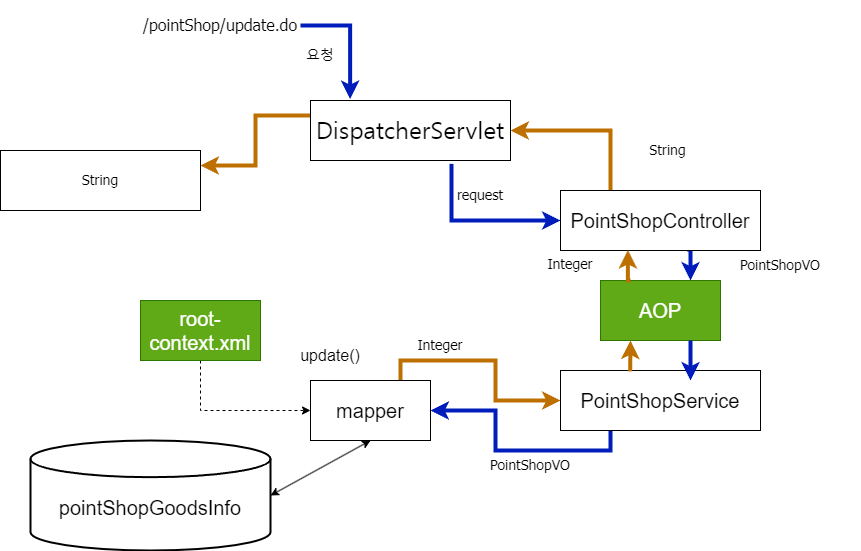 /pointShop/update.do
요청
DispatcherServlet
String
String
request
PointShopController
Integer
PointShopVO
AOP
root-
context.xml
update()
Integer
mapper
PointShopService
PointShopVO
pointShopGoodsInfo